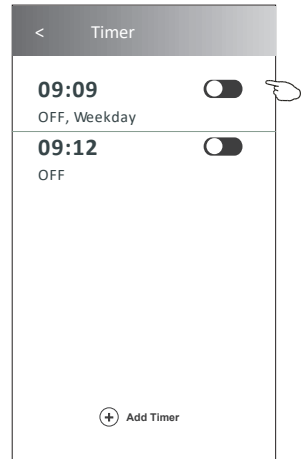 < Timer
09:09
OFF, Weekday
09:12
OFF
+ Add Timer